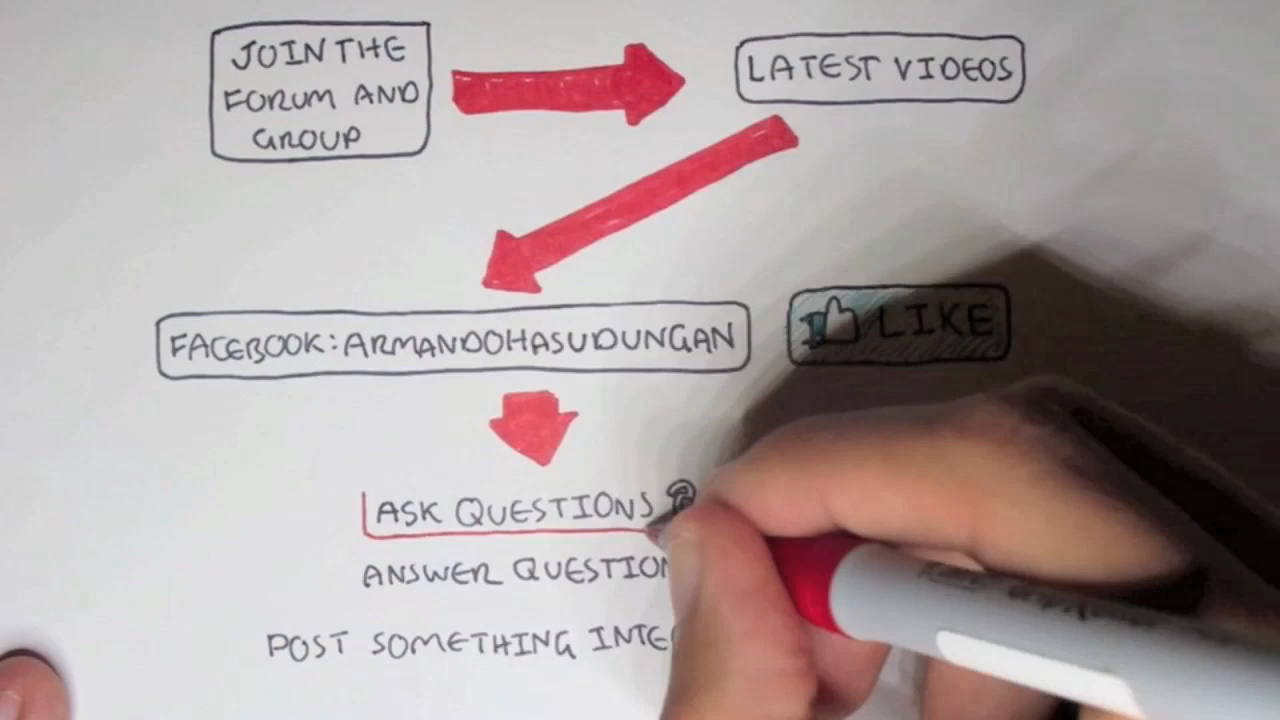 JOIN THE
FORUM AND
GROUP
LATEST VIDEOS
FACEBOOK:ARMANDOHASUDUNGAN
LIKE
ASK QUESTIONS ?
ANSWER QUESTION
POST SOMETHING INTE